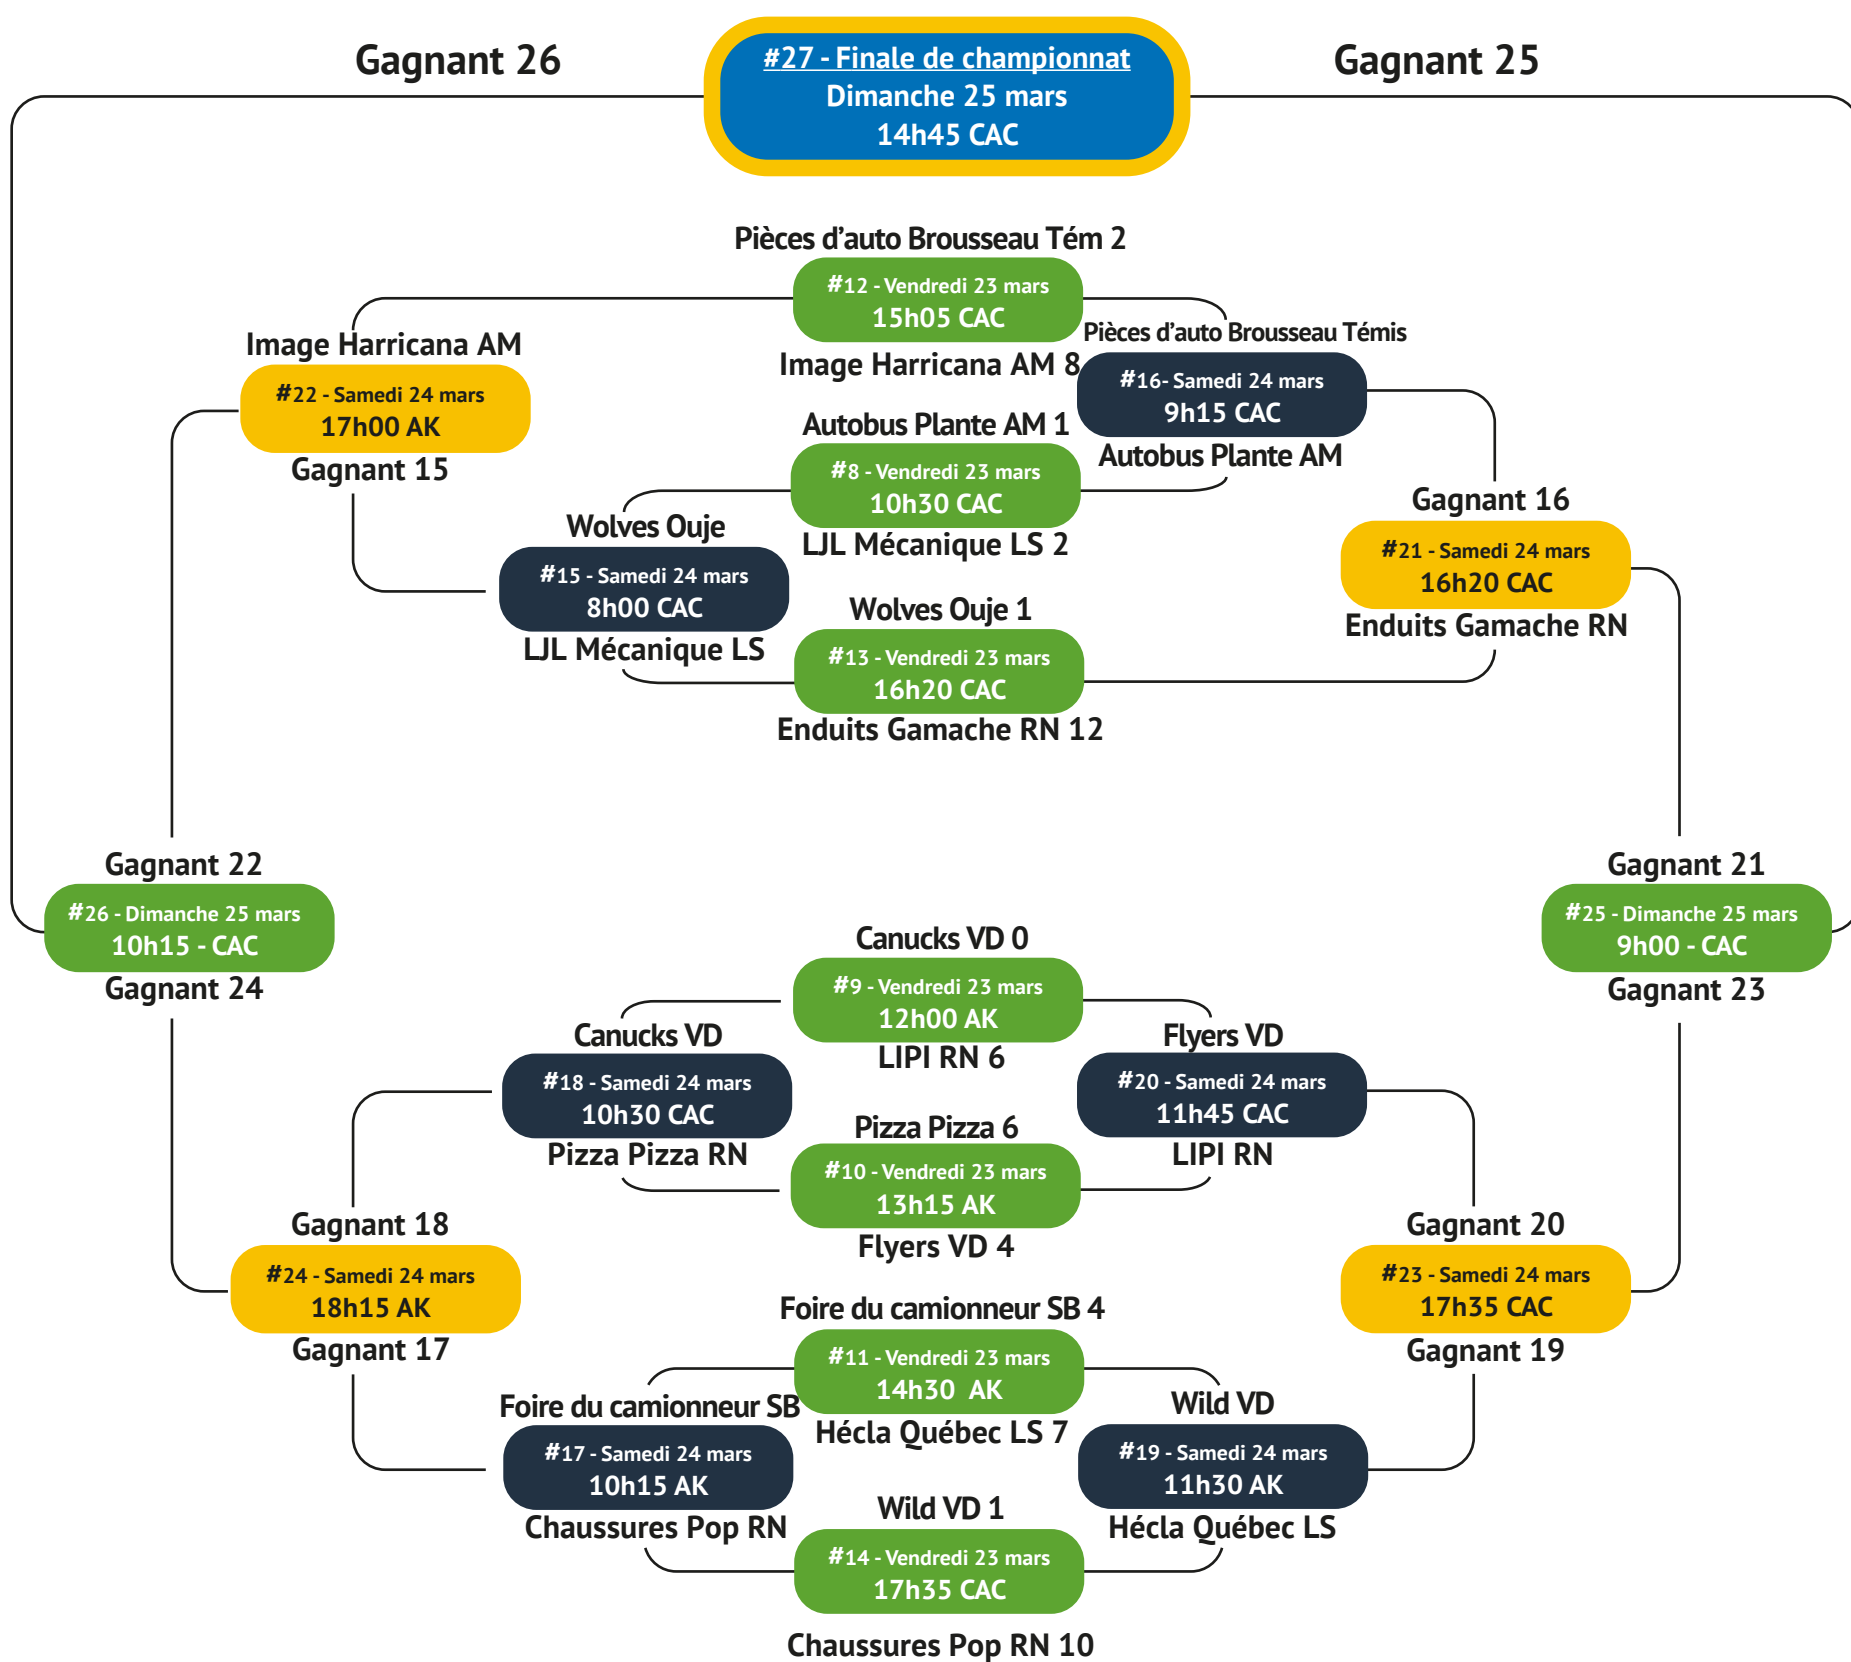 Gagnant 26
#27 - Finale de championnat
Dimanche 25 mars
14h45 CAC
Gagnant 25
Pièces d'auto Brousseau Tém 2
#12 - Vendredi 23 mars
15h05 CAC
Image Harricana AM 8
Image Harricana AM
#22 - Samedi 24 mars
17h00 AK
Gagnant 15
Pièces d'auto Brousseau Témis
#16- Samedi 24 mars
9h15 CAC
Autobus Plante AM
Autobus Plante AM 1
#8 - Vendredi 23 mars
10h30 CAC
LJL Mécanique LS 2
Wolves Ouje
#15 - Samedi 24 mars
8h00 CAC
LJL Mécanique LS
Gagnant 16
#21 - Samedi 24 mars
16h20 CAC
Enduits Gamache RN
Wolves Ouje 1
#13 - Vendredi 23 mars
16h20 CAC
Enduits Gamache RN 12
Gagnant 22
#26 - Dimanche 25 mars
10h15 - CAC
Gagnant 24
Gagnant 21
#25 - Dimanche 25 mars
9h00 - CAC
Gagnant 23
Canucks VD 0
#9 - Vendredi 23 mars
12h00 AK
LIPI RN 6
Canucks VD
#18 - Samedi 24 mars
10h30 CAC
Pizza Pizza RN
Flyers VD
#20 - Samedi 24 mars
11h45 CAC
LIPI RN
Pizza Pizza 6
#10 - Vendredi 23 mars
13h15 AK
Flyers VD 4
Gagnant 18
#24 - Samedi 24 mars
18h15 AK
Gagnant 17
Gagnant 20
#23 - Samedi 24 mars
17h35 CAC
Gagnant 19
Foire du camionneur SB 4
#11 - Vendredi 23 mars
14h30 AK
Hécla Québec LS 7
Foire du camionneur SB
#17 - Samedi 24 mars
10h15 AK
Chaussures Pop RN
Wild VD
#19 - Samedi 24 mars
11h30 AK
Hécla Québec LS
Wild VD 1
#14 - Vendredi 23 mars
17h35 CAC
Chaussures Pop RN 10